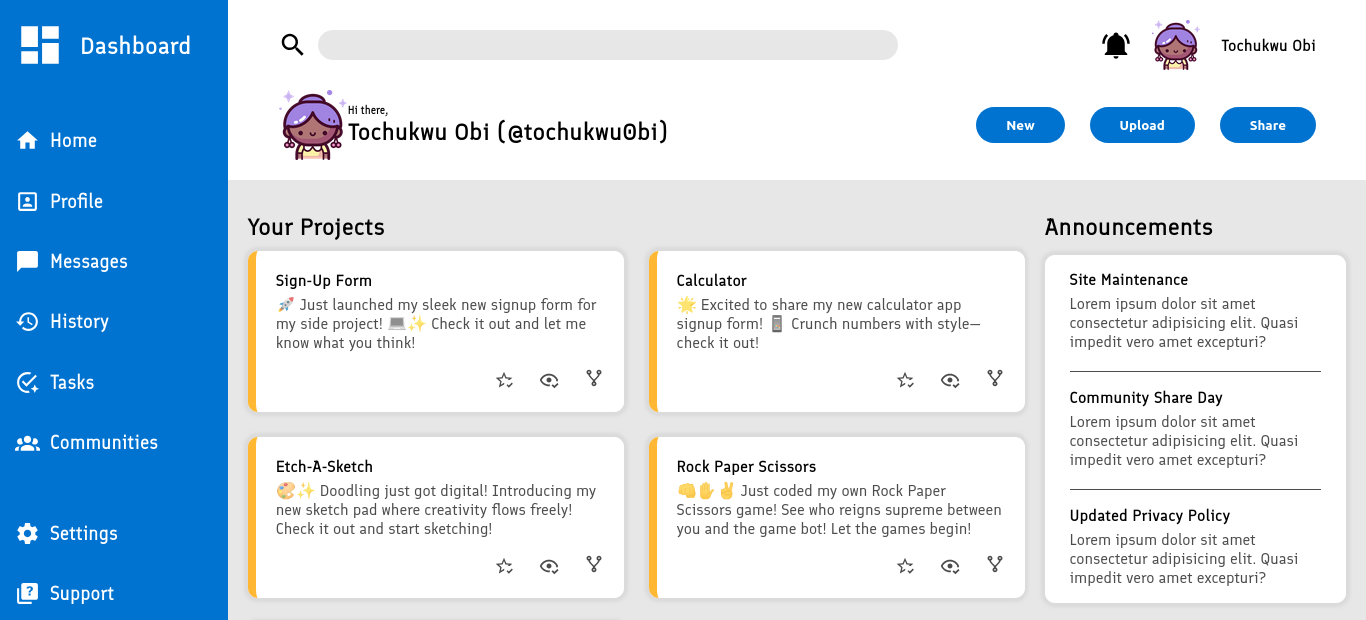 Dashboard
Home
Profile
Messages
History
Tasks
Communities
Settings
Support
Tochukwu Obi
Hi there,
Tochukwu Obi (@tochukwu0bi)
New
Upload
Share
Your Projects
Sign-Up Form
🚀 Just launched my sleek new signup form for
my side project! 💻✨ Check it out and let me
know what you think!
Calculator
🌟 Excited to share my new calculator app
signup form! 🖩 Crunch numbers with style—
check it out!
Etch-A-Sketch
🎨✨ Doodling just got digital! Introducing my
new sketch pad where creativity flows freely!
Check it out and start sketching!
Rock Paper Scissors
👊✋✌️ Just coded my own Rock Paper
Scissors game! See who reigns supreme between
you and the game bot! Let the games begin!
Announcements
Site Maintenance
Lorem ipsum dolor sit amet
consectetur adipisicing elit. Quasi
impedit vero amet excepturi?
Community Share Day
Lorem ipsum dolor sit amet
consectetur adipisicing elit. Quasi
impedit vero amet excepturi?
Updated Privacy Policy
Lorem ipsum dolor sit amet
consectetur adipisicing elit. Quasi
impedit vero amet excepturi?